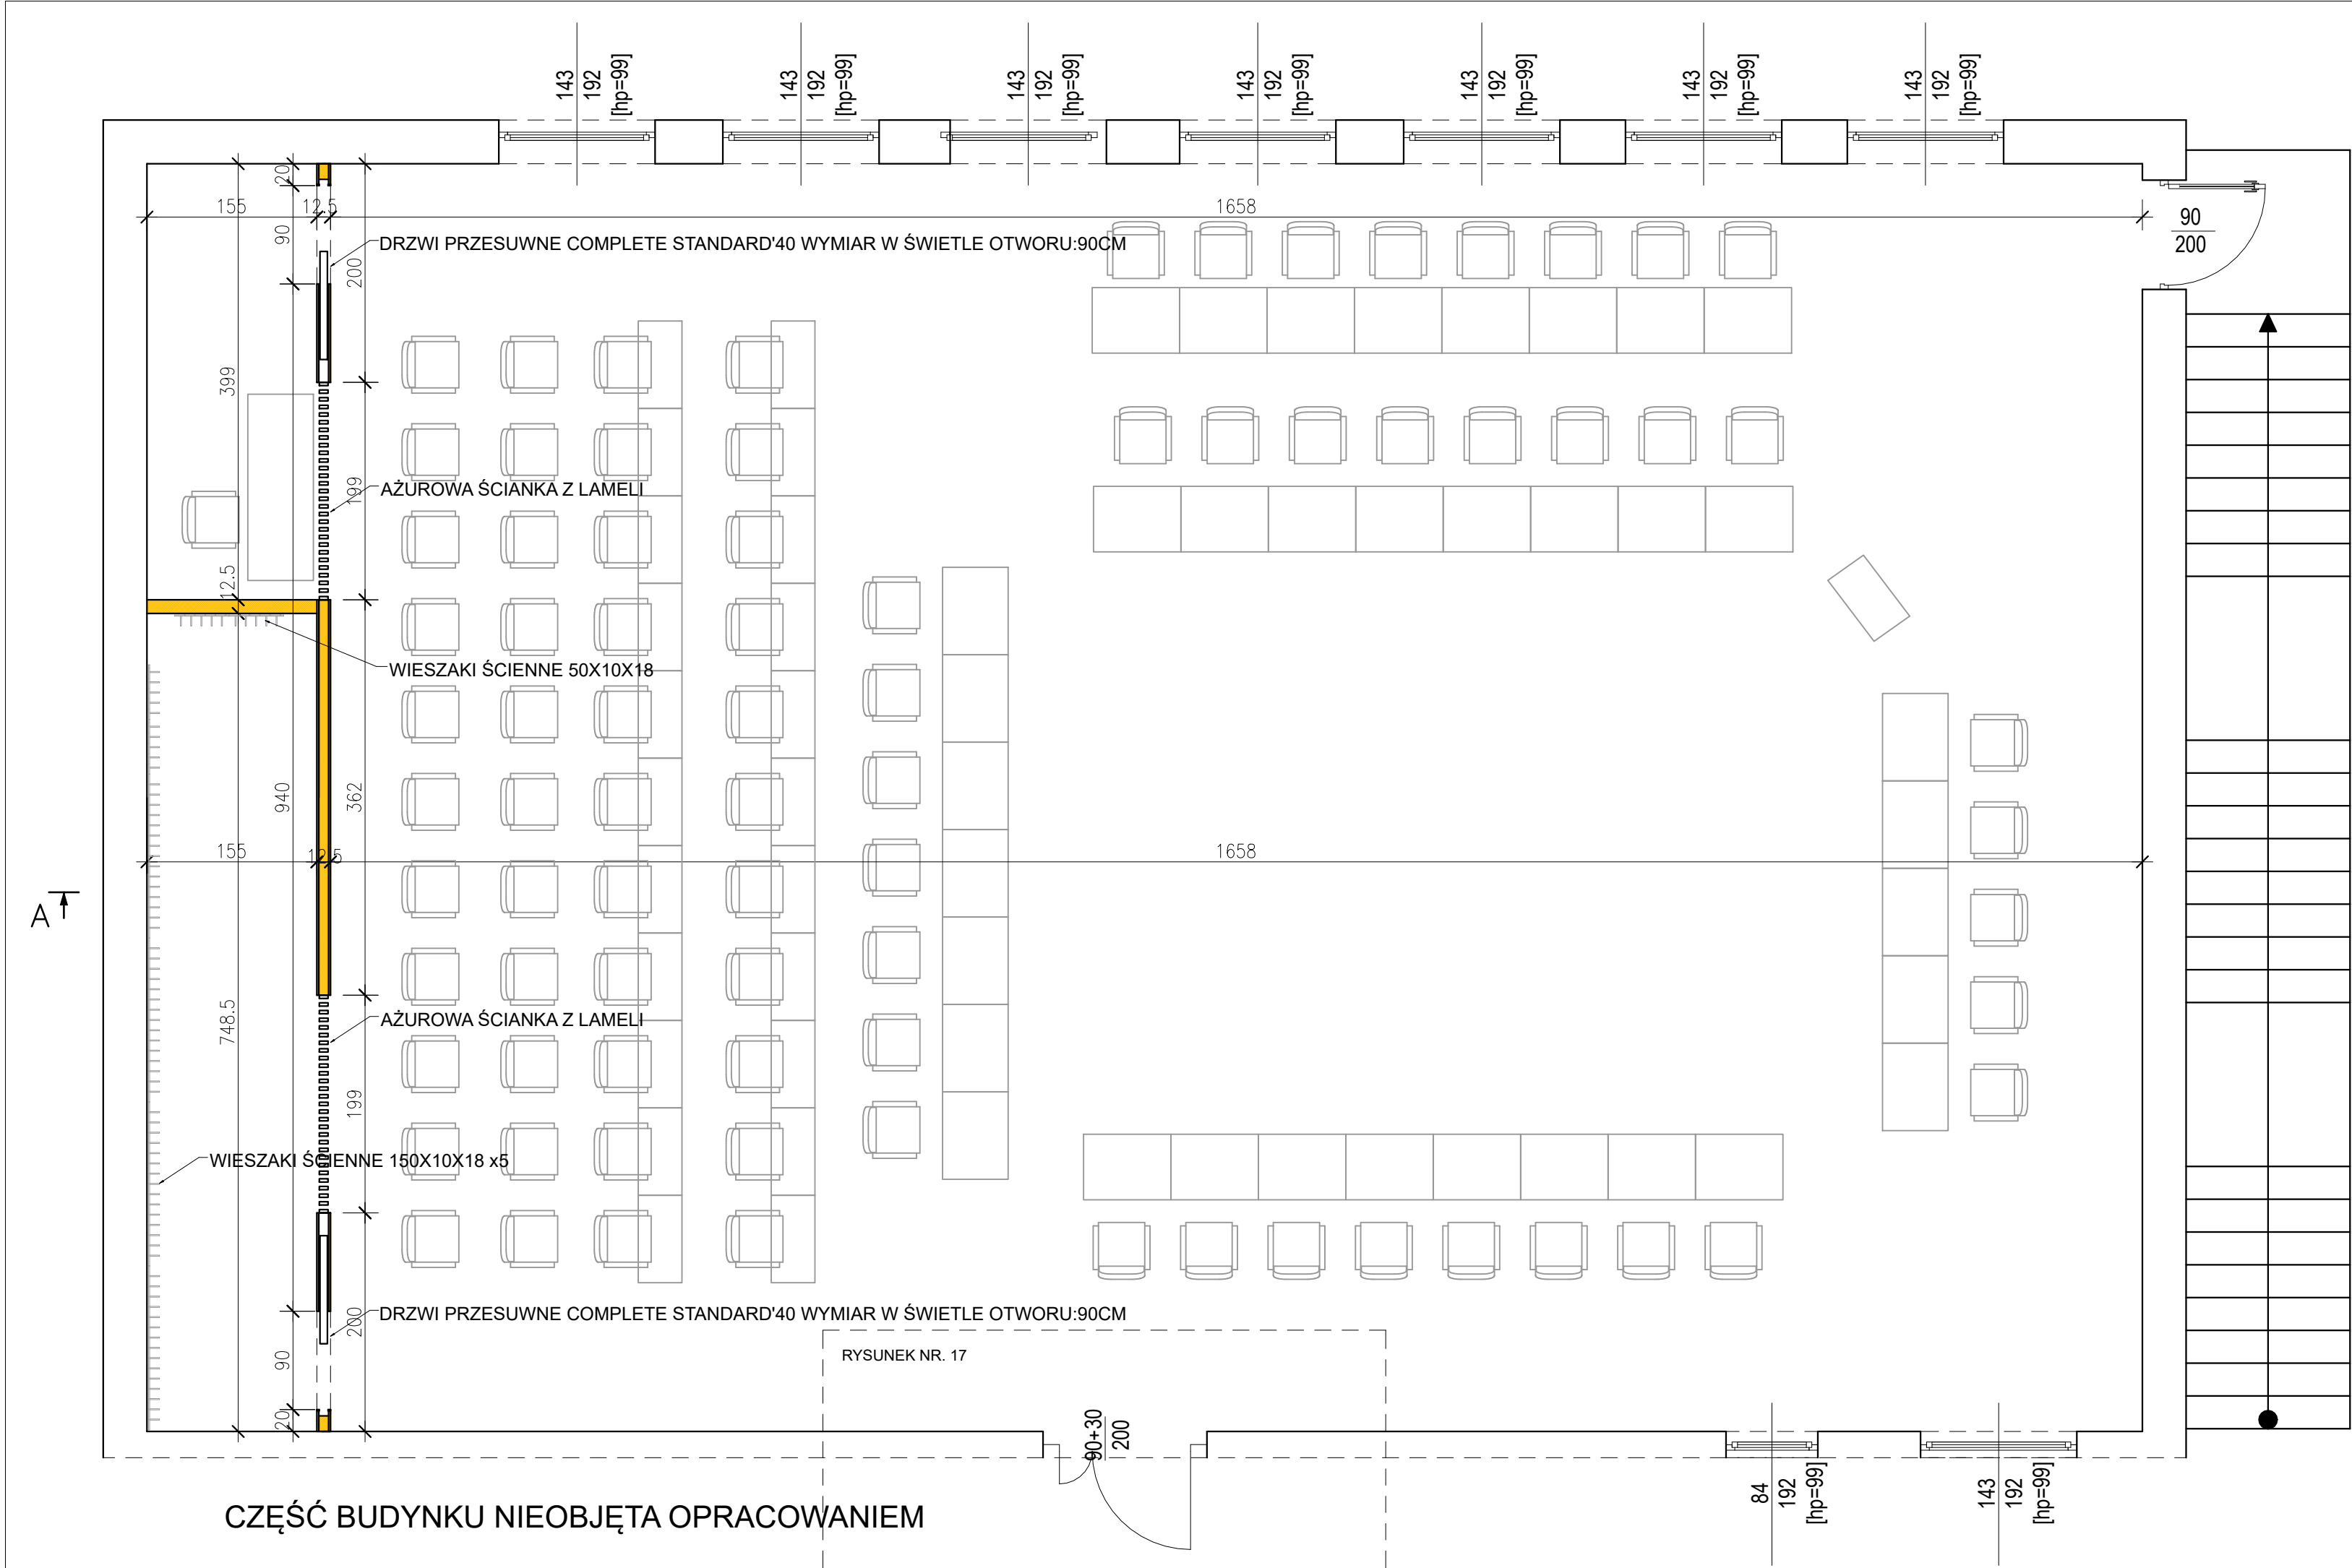 143
192
[hp=99]
143
192
[hp=99]
143
192
[hp=99]
143
192
[hp=99]
143
192
[hp=99]
143
192
[hp=99]
143
192
[hp=99]
20
155
12.5
1658
90
90
200
DRZWI PRZESUWNE COMPLETE STANDARD'40 WYMIAR W ŚWIETLE OTWORU:90CM
200
399
AŻUROWA ŚCIANKA Z LAMELI
199
12.5
WIESZAKI ŚCIENNE 50X10X18
940
362
155
12.5
1658
A
748.5
AŻUROWA ŚCIANKA Z LAMELI
199
WIESZAKI ŚCIENNE 150X10X18 x5
DRZWI PRZESUWNE COMPLETE STANDARD'40 WYMIAR W ŚWIETLE OTWORU:90CM
200
90
RYSUNEK NR. 17
20
90+30
200
84
192
[hp=99]
143
192
[hp=99]
CZĘŚĆ BUDYNKU NIEOBJĘTA OPRACOWANIEM